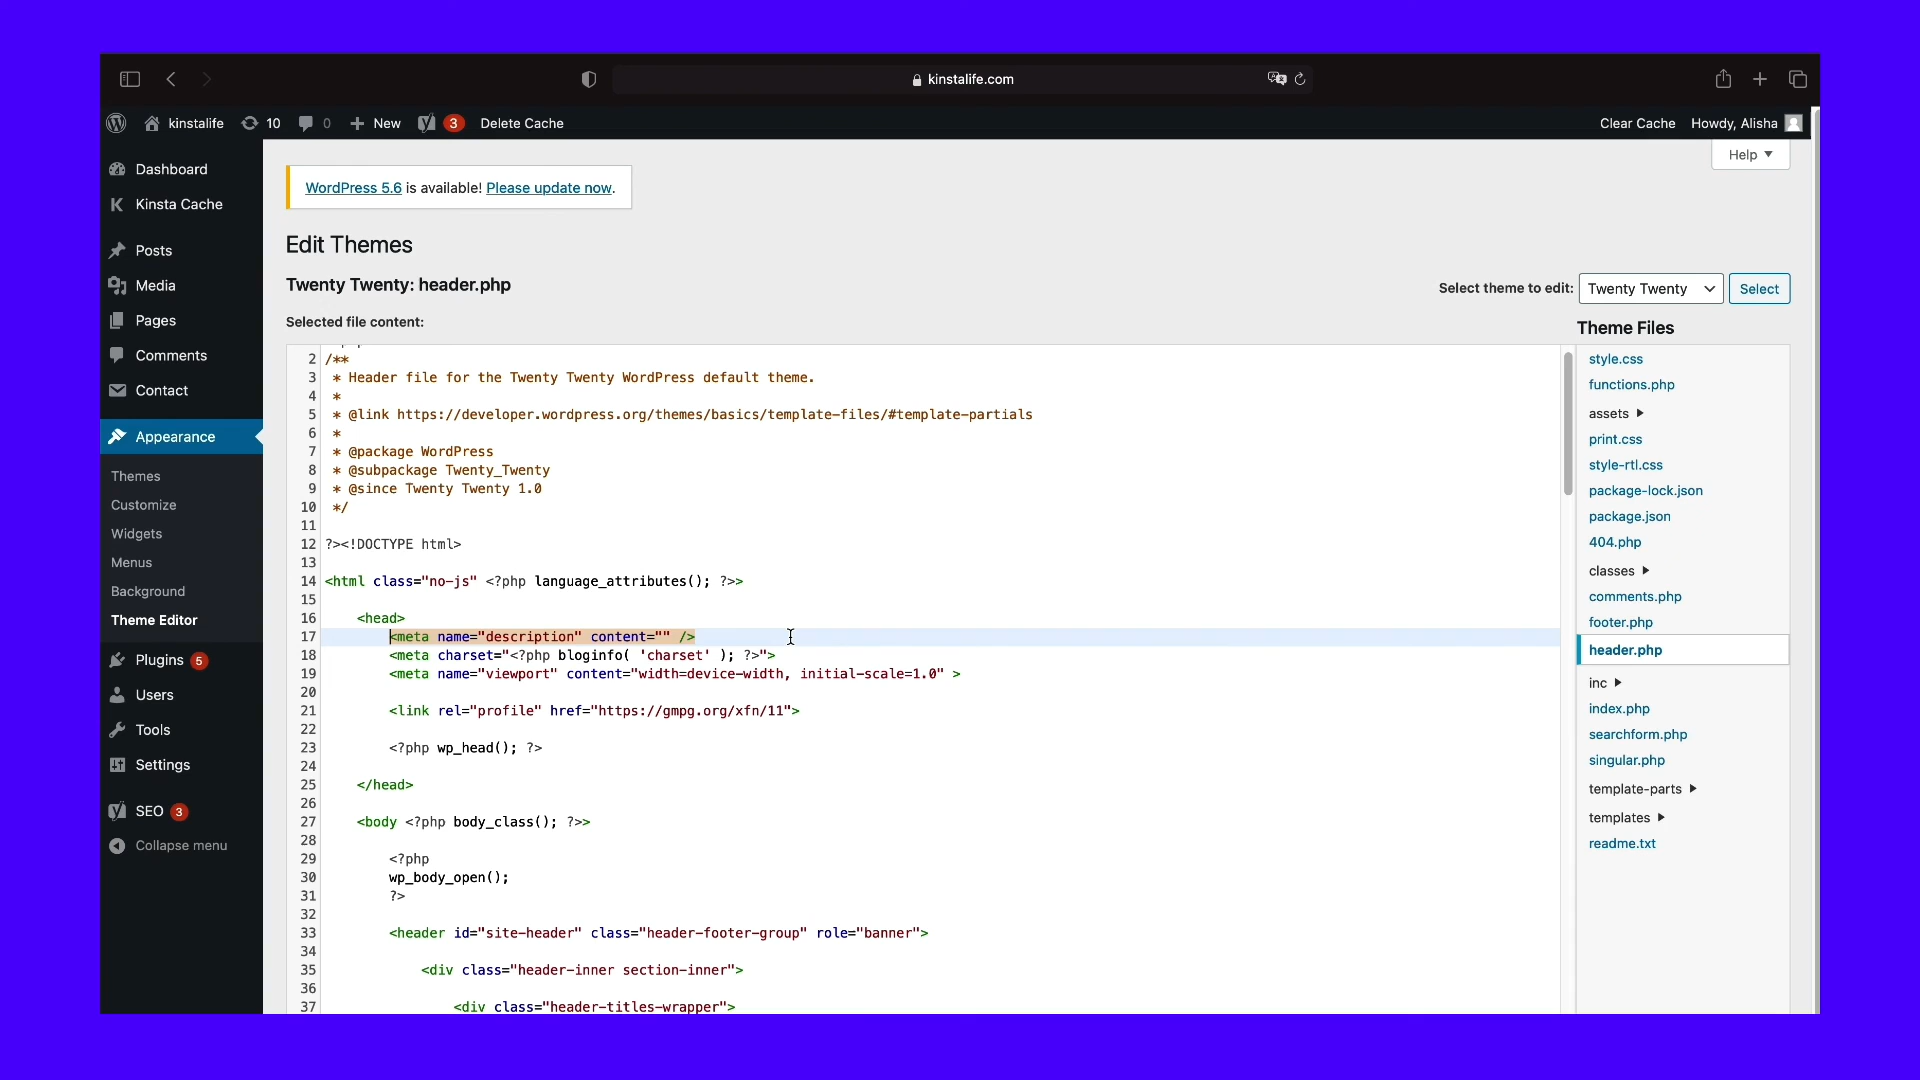 kinstalife.com
kinstalife 10 0 New 3 Delete Cache
Clear Cache Howdy, Alisha
Help
Dashboard
Kinsta Cache
Posts
Media
Pages
Comments
Contact
Appearance
Themes
Customize
Widgets
Menus
Background
Theme Editor
Plugins 5
Users
Tools
Settings
SEO 3
Collapse menu
WordPress 5.6 is available! Please update now.
Edit Themes
Twenty Twenty: header.php
Select theme to edit: Twenty Twenty Select
Selected file content:
2 /**
3 * Header file for the Twenty Twenty WordPress default theme.
4 *
5 * @link https://developer.wordpress.org/themes/basics/template-files/#template-partials
6 *
7 * @package WordPress
8 * @subpackage Twenty_Twenty
9 * @since Twenty Twenty 1.0
10 */
11
12 ?><!DOCTYPE html>
13
14 <html class="no-js" <?php language_attributes(); ?>>
15
16 <head>
17 <meta name="description" content="" />
18 <meta charset="<?php bloginfo( 'charset' ); ?>">
19 <meta name="viewport" content="width=device-width, initial-scale=1.0" >
20
21 <link rel="profile" href="https://gmpg.org/xfn/11">
22
23 <?php wp_head(); ?>
24
25 </head>
26
27 <body <?php body_class(); ?>>
28
29 <?php
30 wp_body_open();
31 ?>
32
33 <header id="site-header" class="header-footer-group" role="banner">
34
35 <div class="header-inner section-inner">
36
37 <div class="header-titles-wrapper">
Theme Files
style.css
functions.php
assets
print.css
style-rtl.css
package-lock.json
package.json
404.php
classes
comments.php
footer.php
header.php
inc
index.php
searchform.php
singular.php
template-parts
templates
readme.txt